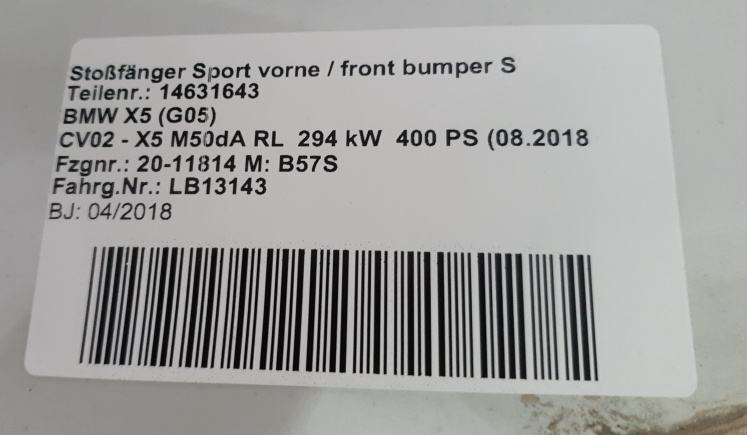 Stoßfänger Sport vorne / front bumper S
Teilenr.: 14631643
BMW X5 (G05)
CV02 - X5 M50dA RL 294 kW 400 PS (08.2018
Fzgnr.: 20-11814 M: B57S
Fahrg.Nr.: LB13143
BJ: 04/2018